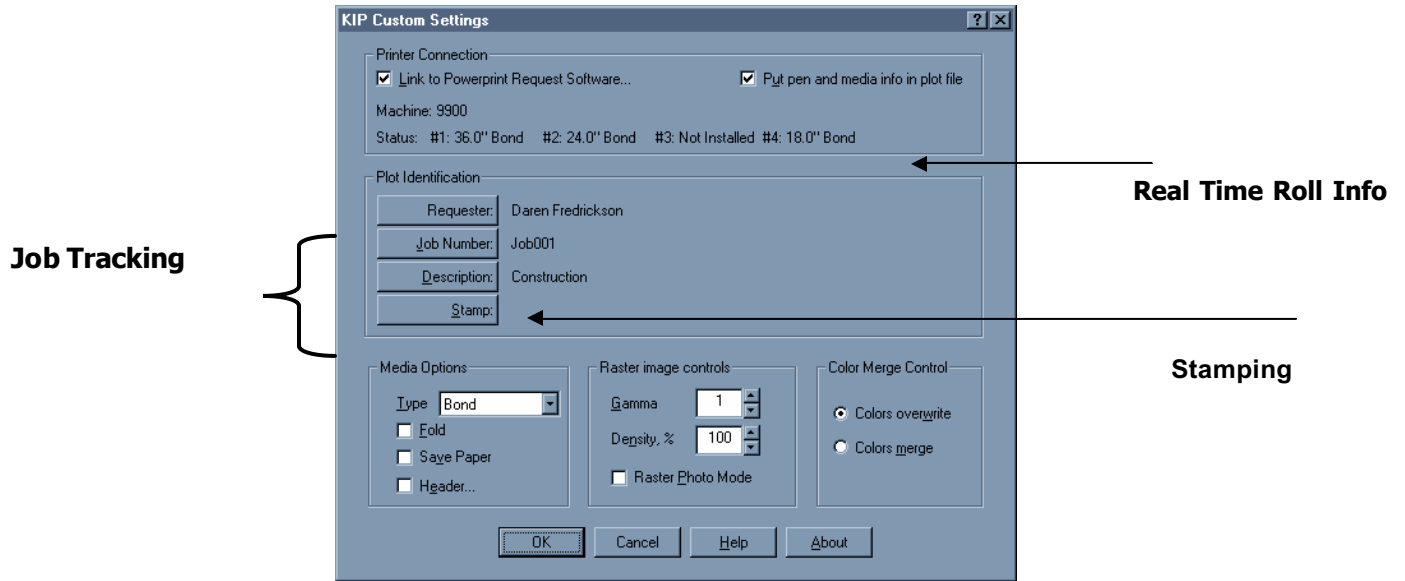 KIP Custom Settings
Printer Connection
Link to Powerprint Request Software... Put pen and media info in plot file
Machine: 9900
Status: #1: 36.0" Bond #2: 24.0" Bond #3: Not Installed #4: 18.0" Bond
Real Time Roll Info
Plot Identification
Requester: Daren Fredrickson
Job Number: Job001
Job Tracking
Description: Construction
Stamp:
Stamping
Media Options
Type Bond
Fold
Save Paper
Header...
Raster image controls
Gamma 1
Density, % 100
Raster Photo Mode
Color Merge Control
Colors overwrite
Colors merge
OK Cancel Help About